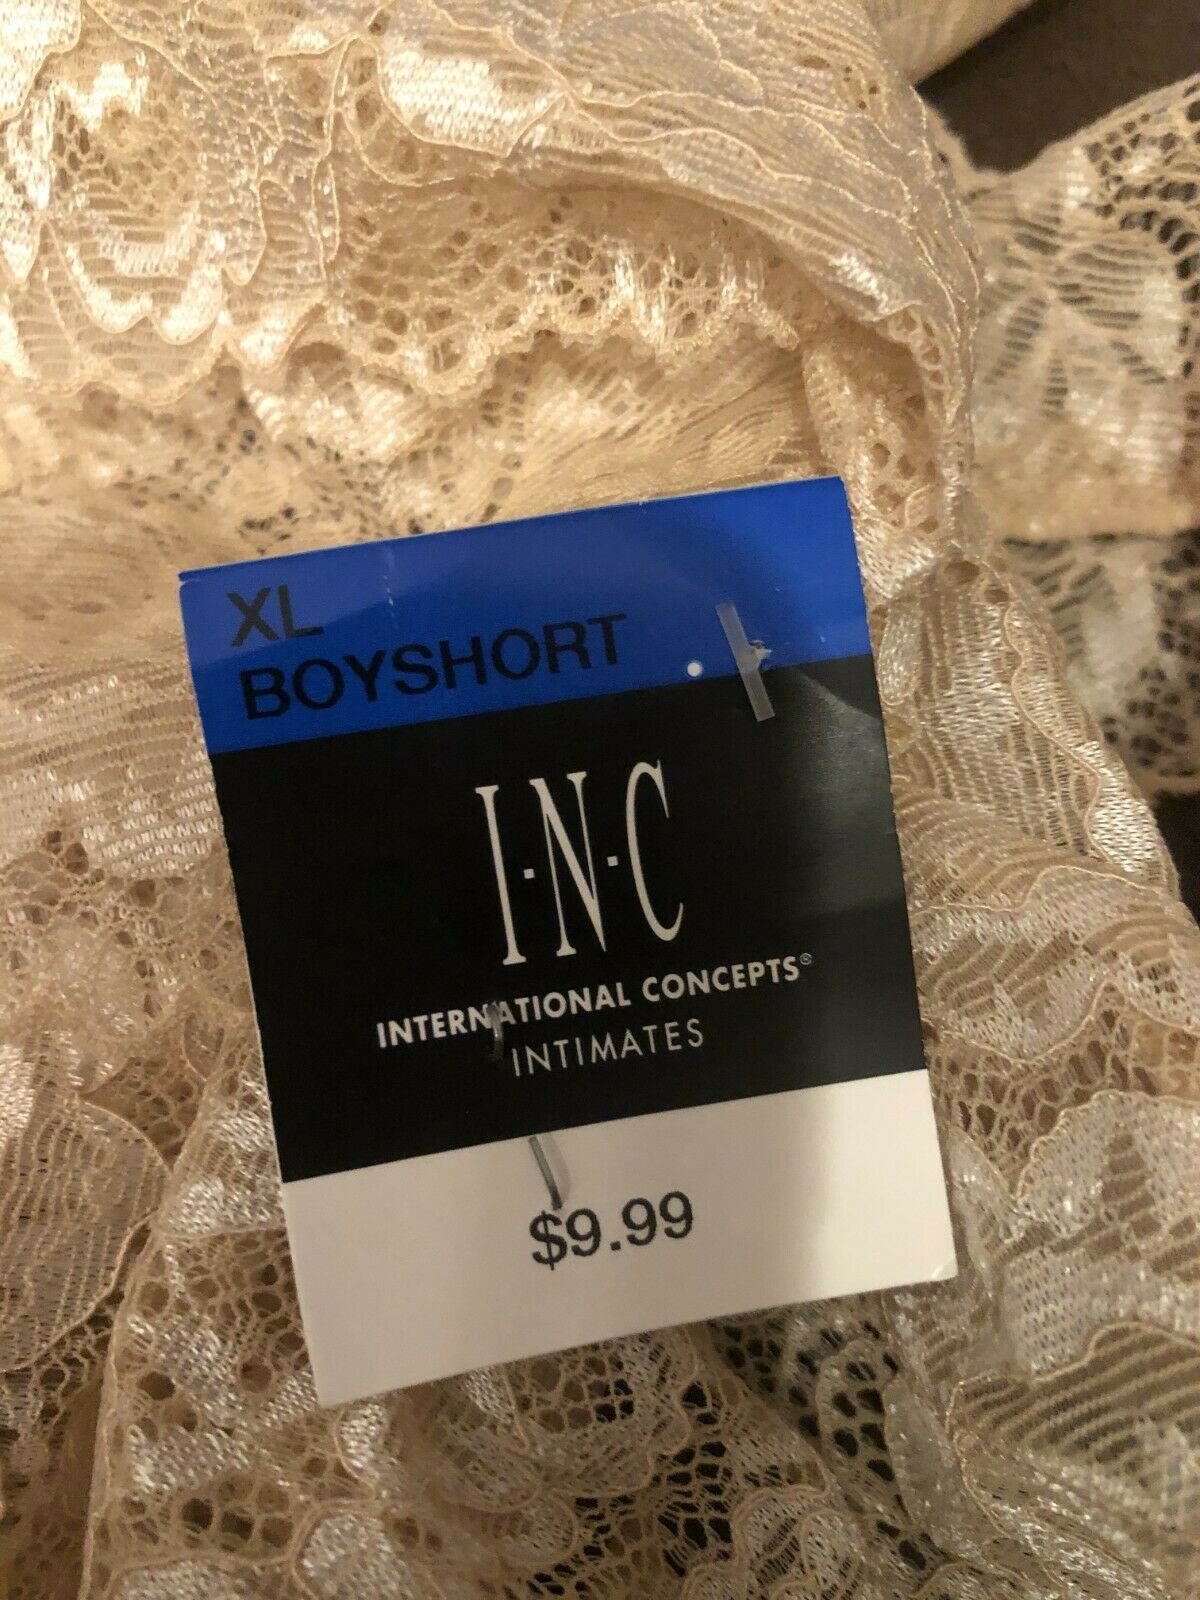 XL
BOYSHORT
I·N·C
INTERNATIONAL CONCEPTS®
INTIMATES
$9.99